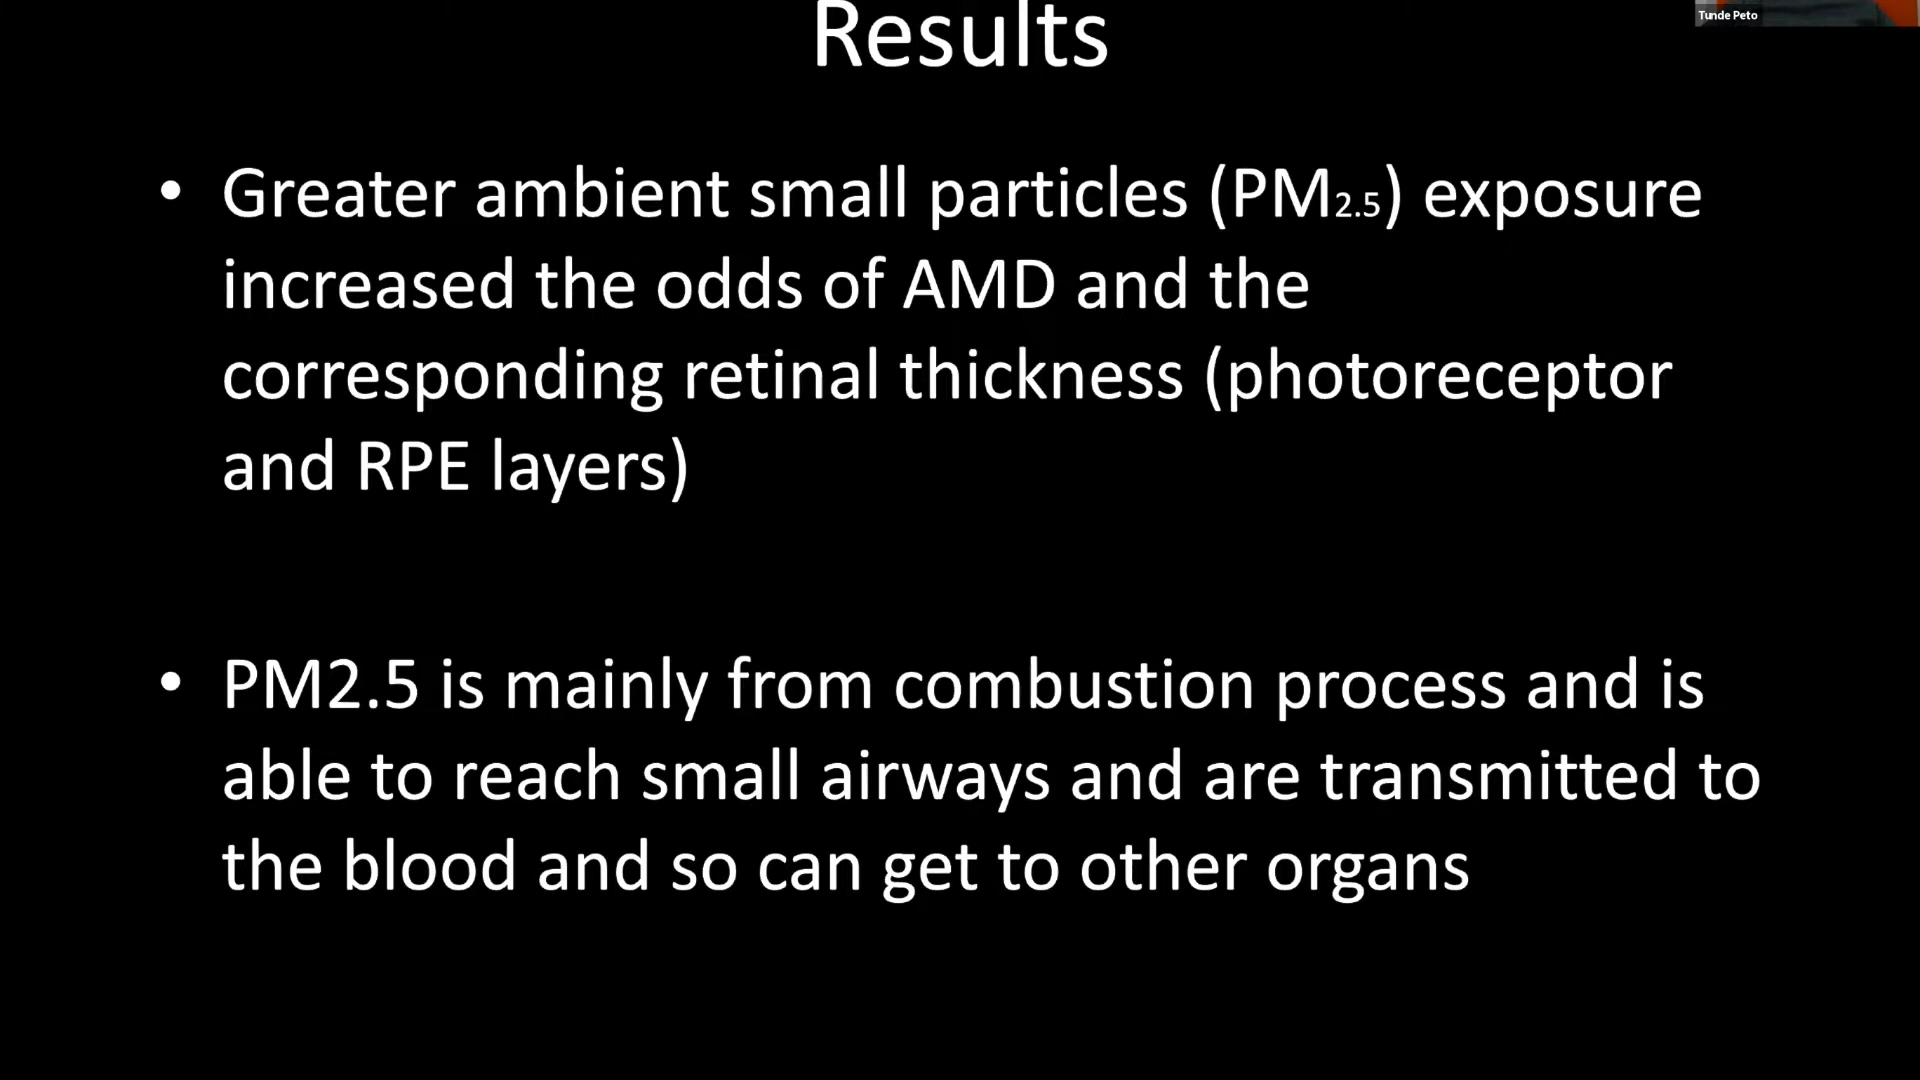 Results
Tunde Peto
• Greater ambient small particles (PM2.5) exposure
increased the odds of AMD and the
corresponding retinal thickness (photoreceptor
and RPE layers)
• PM2.5 is mainly from combustion process and is
able to reach small airways and are transmitted to
the blood and so can get to other organs